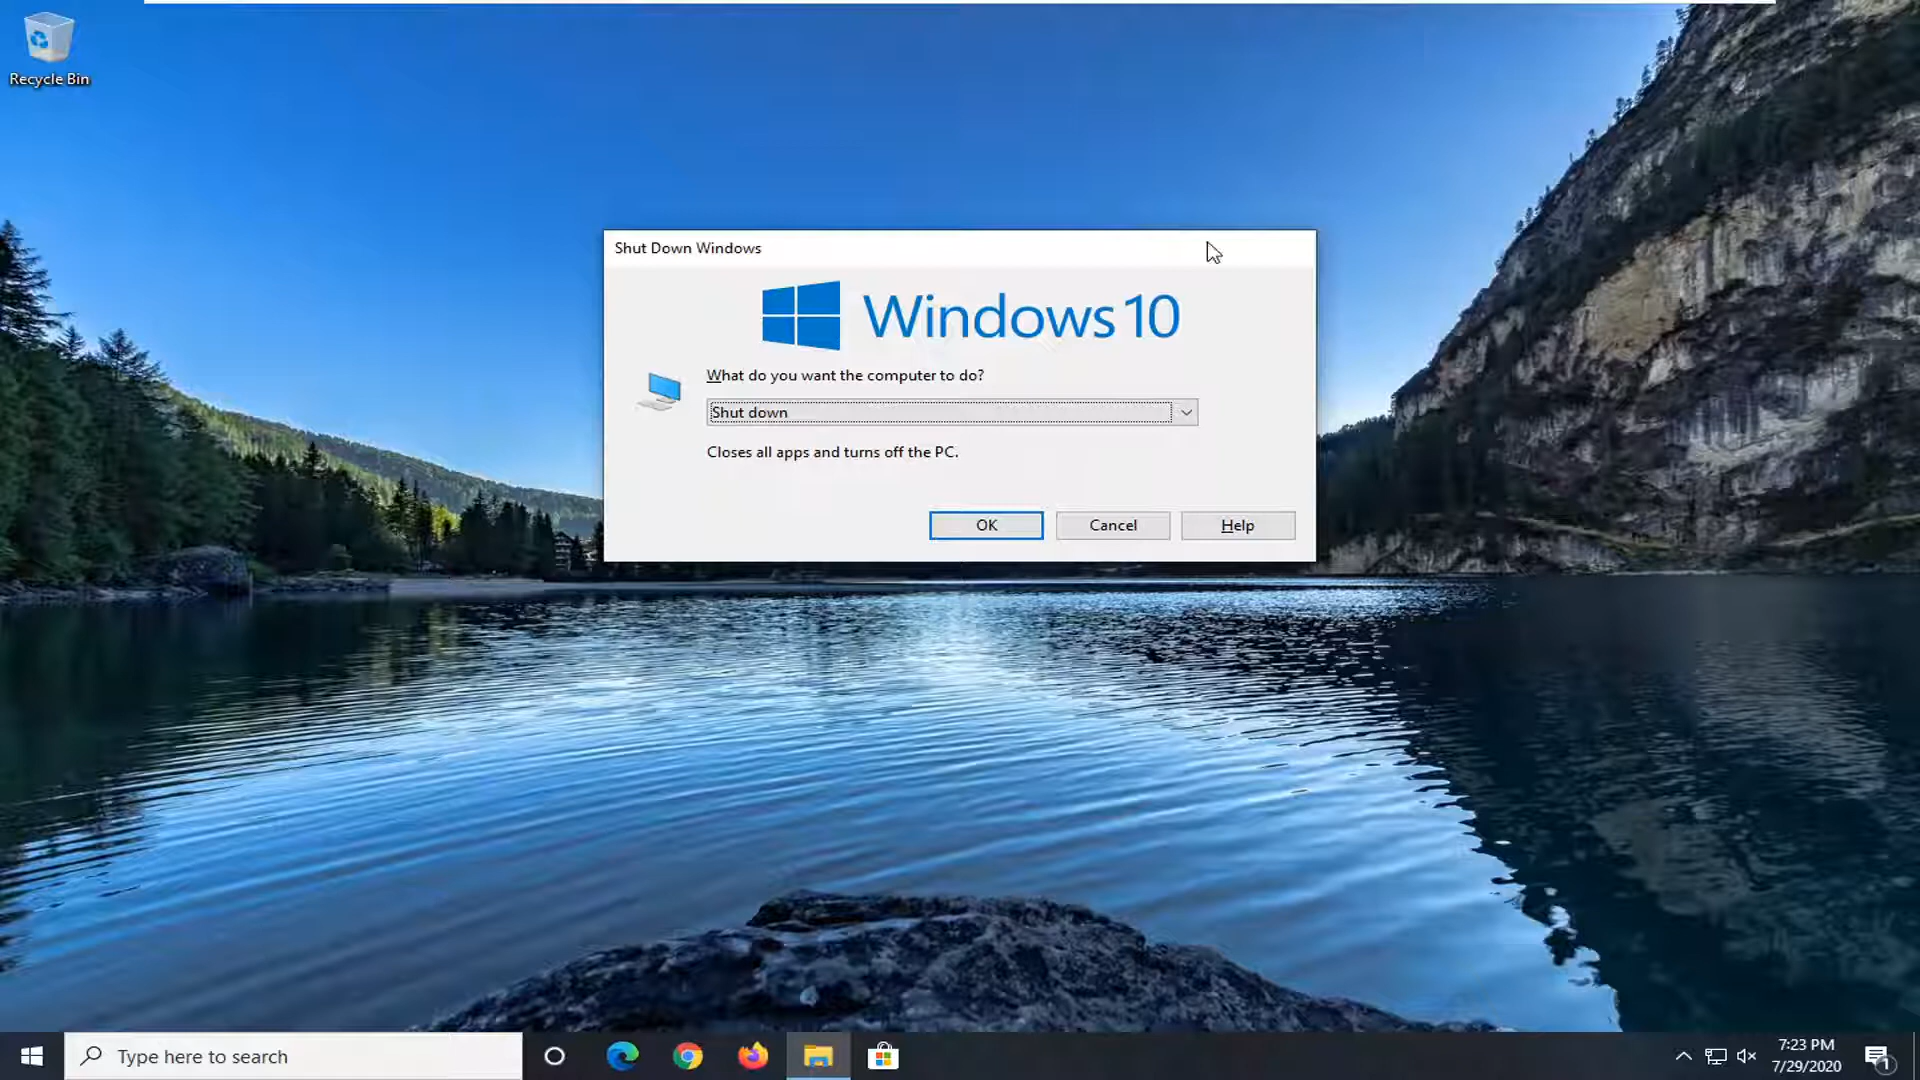 Recycle Bin
Shut Down Windows
Windows 10
What do you want the computer to do?
Shut down
Closes all apps and turns off the PC.
OK
Cancel
Help
Type here to search
7:23 PM
7/29/2020
1